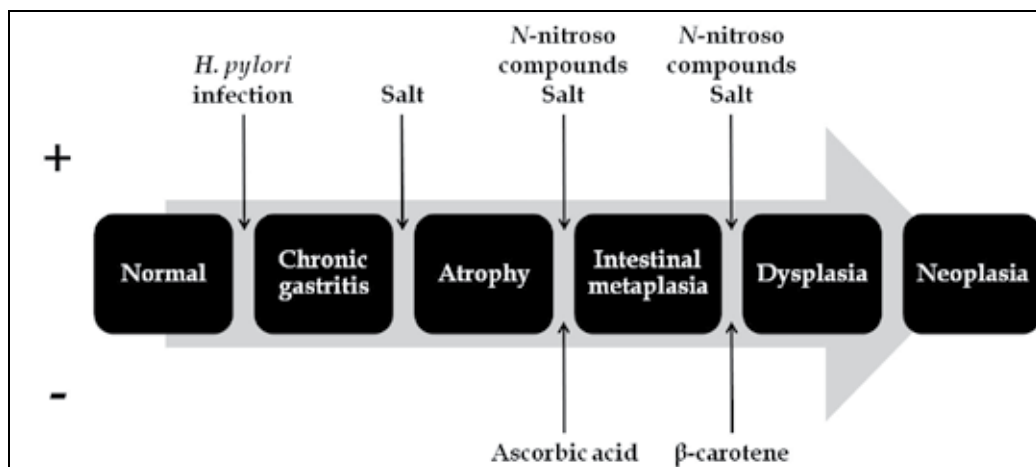 H. pylori
infection
Salt
N-nitroso
compounds
Salt
N-nitroso
compounds
Salt
+
Normal
Chronic
gastritis
Atrophy
Intestinal
metaplasia
Dysplasia
Neoplasia
-
Ascorbic acid
β-carotene